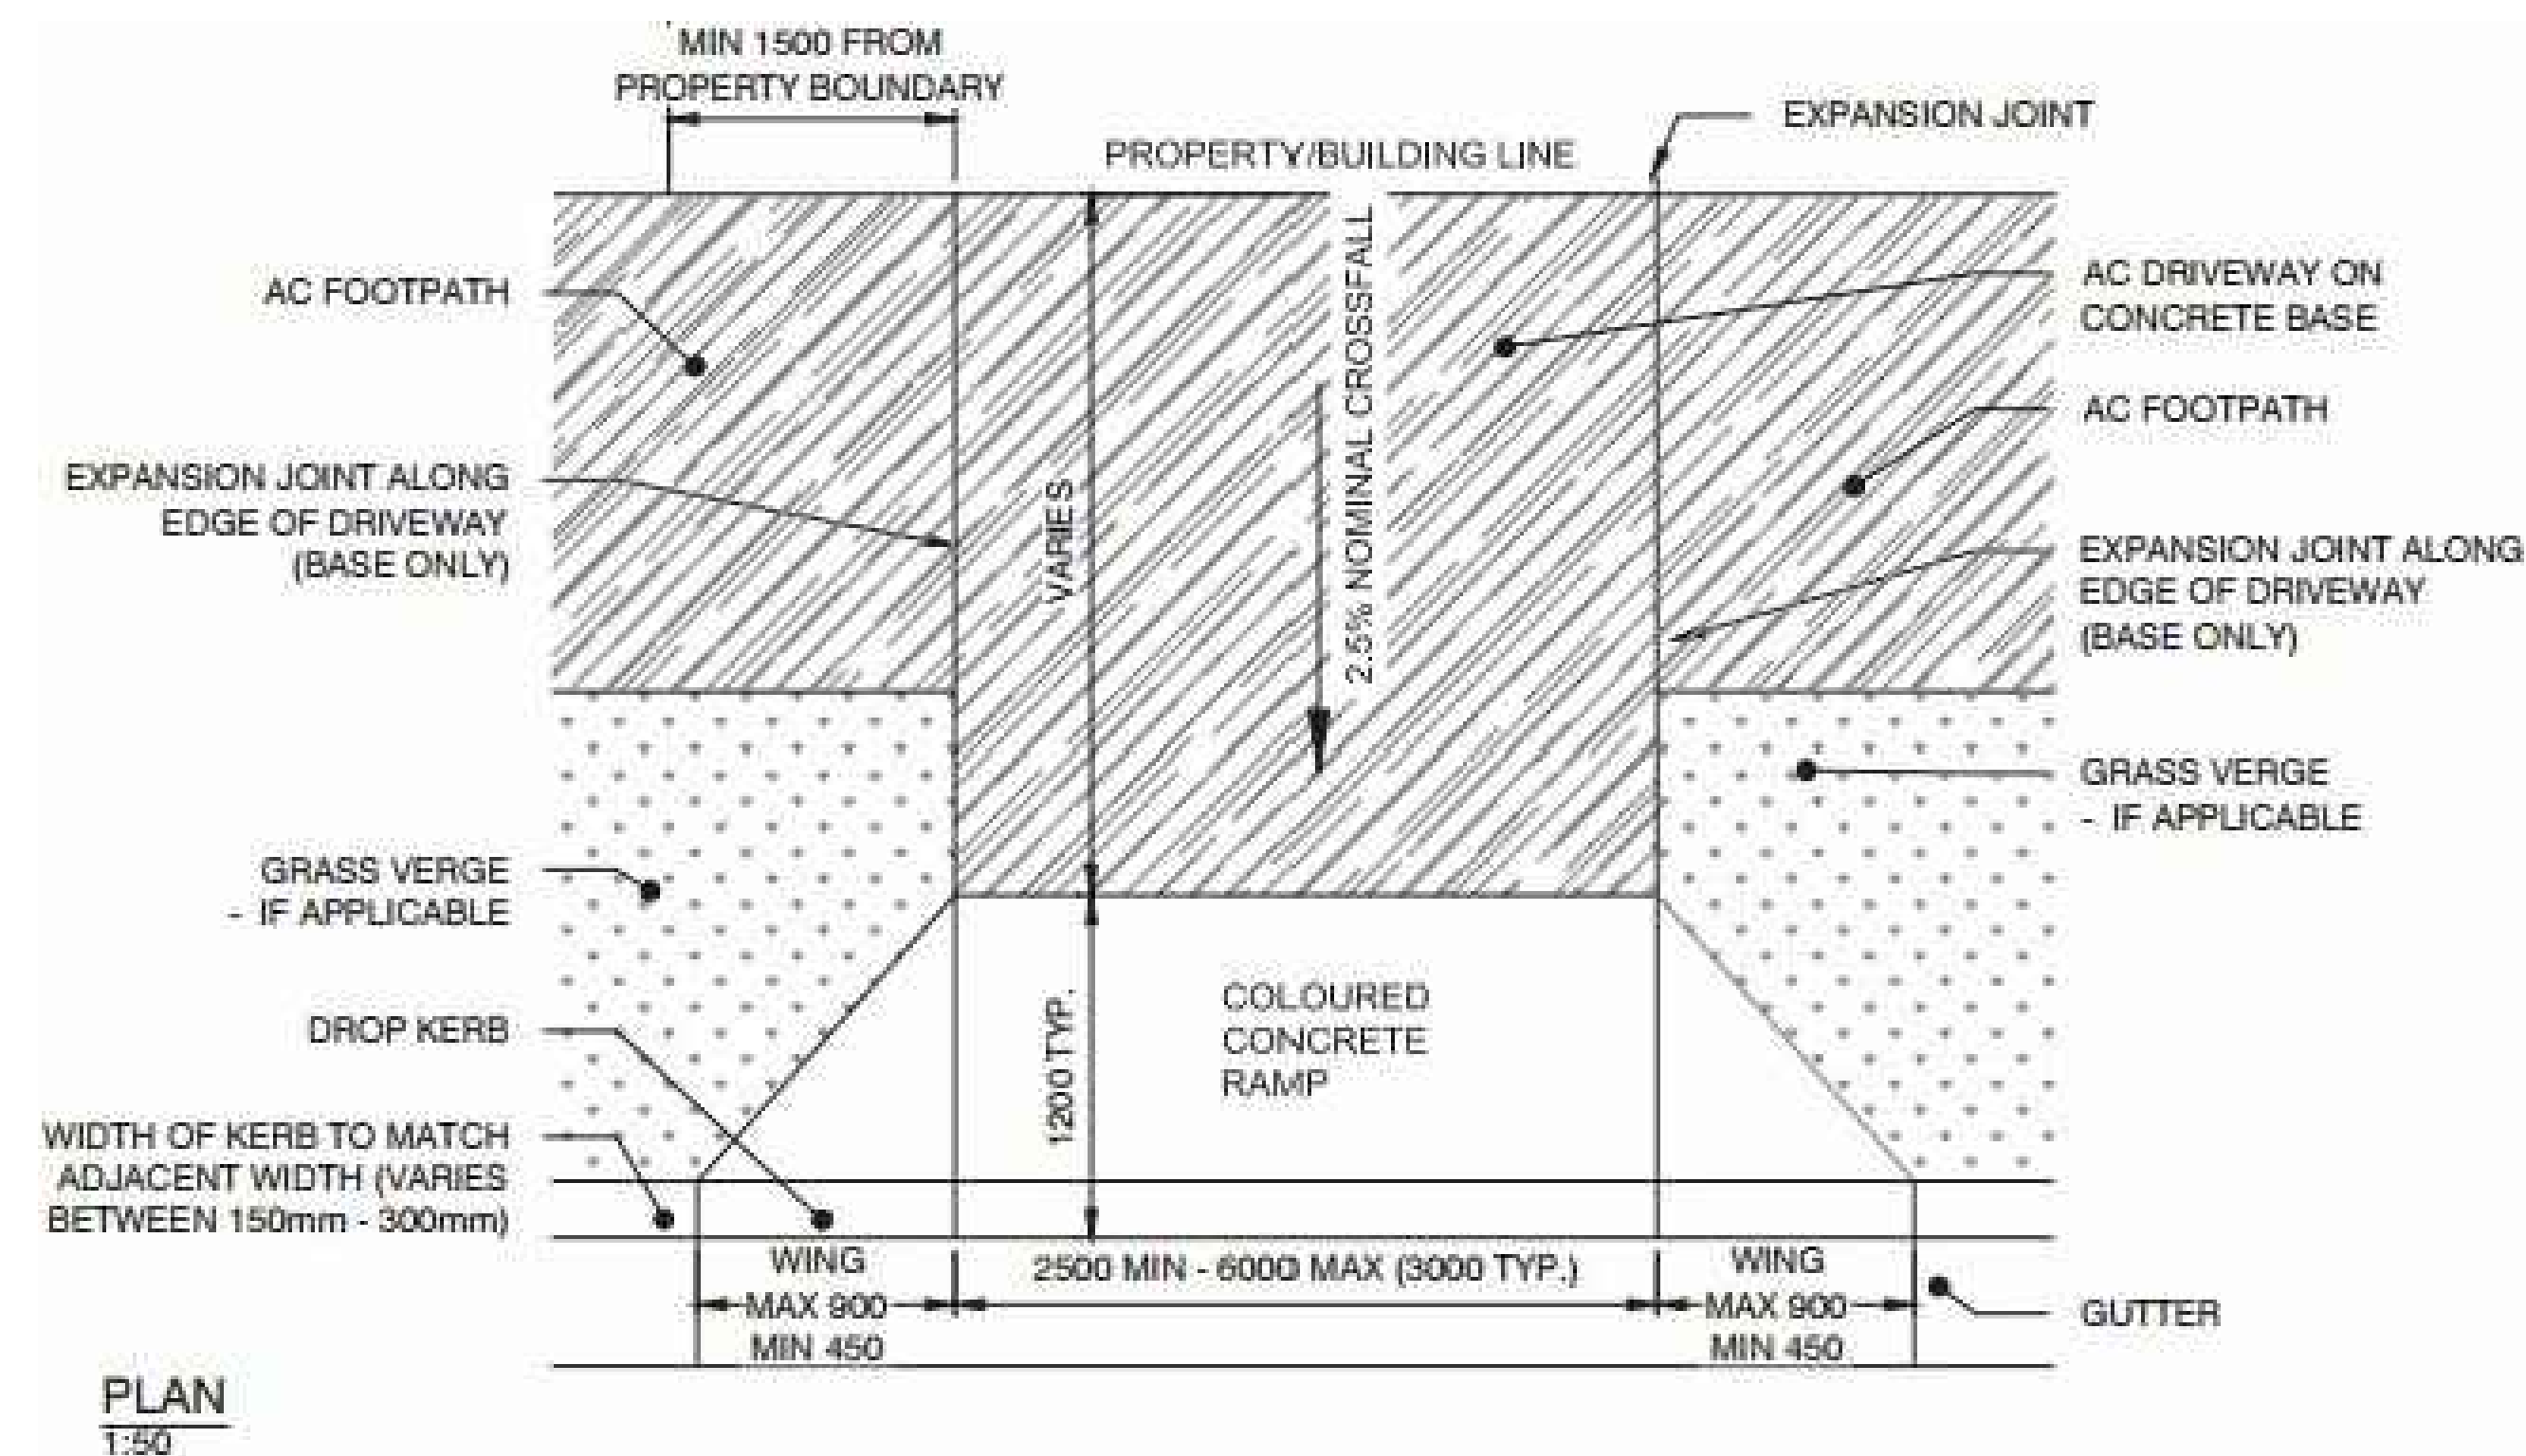 MIN 1500 FROM
PROPERTY BOUNDARY
EXPANSION JOINT
PROPERTY/BUILDING LINE
AC FOOTPATH
EXPANSION JOINT ALONG
EDGE OF DRIVEWAY
(BASE ONLY)
GRASS VERGE
- IF APPLICABLE
DROP KERB
WIDTH OF KERB TO MATCH
ADJACENT WIDTH (VARIES
BETWEEN 150mm - 300mm)
VARIES
2.5% NOMINAL CROSSFALL
1200 TYP.
COLOURED
CONCRETE
RAMP
AC DRIVEWAY ON
CONCRETE BASE
AC FOOTPATH
EXPANSION JOINT ALONG
EDGE OF DRIVEWAY
(BASE ONLY)
GRASS VERGE
- IF APPLICABLE
WING
MAX 900
MIN 450
2500 MIN - 6000 MAX (3000 TYP.)
WING
MAX 900
MIN 450
GUTTER
PLAN
1:50